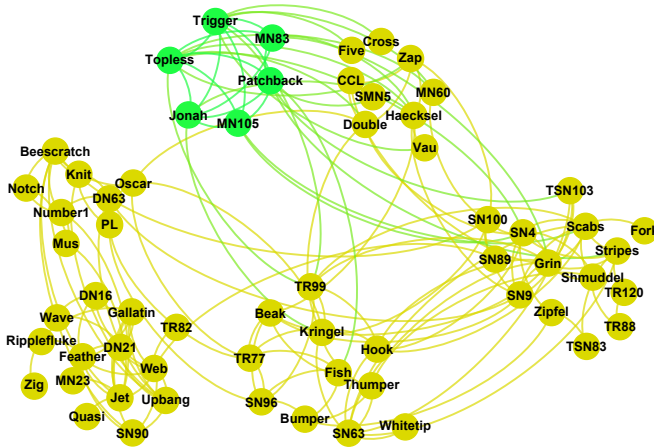 Trigger
MN83
Cross
Five
Zap
Topless
Patchback
CCL
SMN5
MN60
Jonah
MN105
Double
Haecksel
Vau
Beescratch
Knit
Oscar
Notch
DN63
Number1
PL
Mus
TSN103
SN100
SN4
Scabs
Fork
SN89
Grin
Stripes
Shmuddel
SN9
TR120
Zipfel
TR88
TSN83
DN16
TR99
Wave
Gallatin
Beak
TR82
Kringel
Ripplefluke
Feather
DN21
Hook
Web
TR77
Fish
Zig
MN23
Thumper
Jet
Upbang
SN96
Quasi
Bumper
Whitetip
SN90
SN63